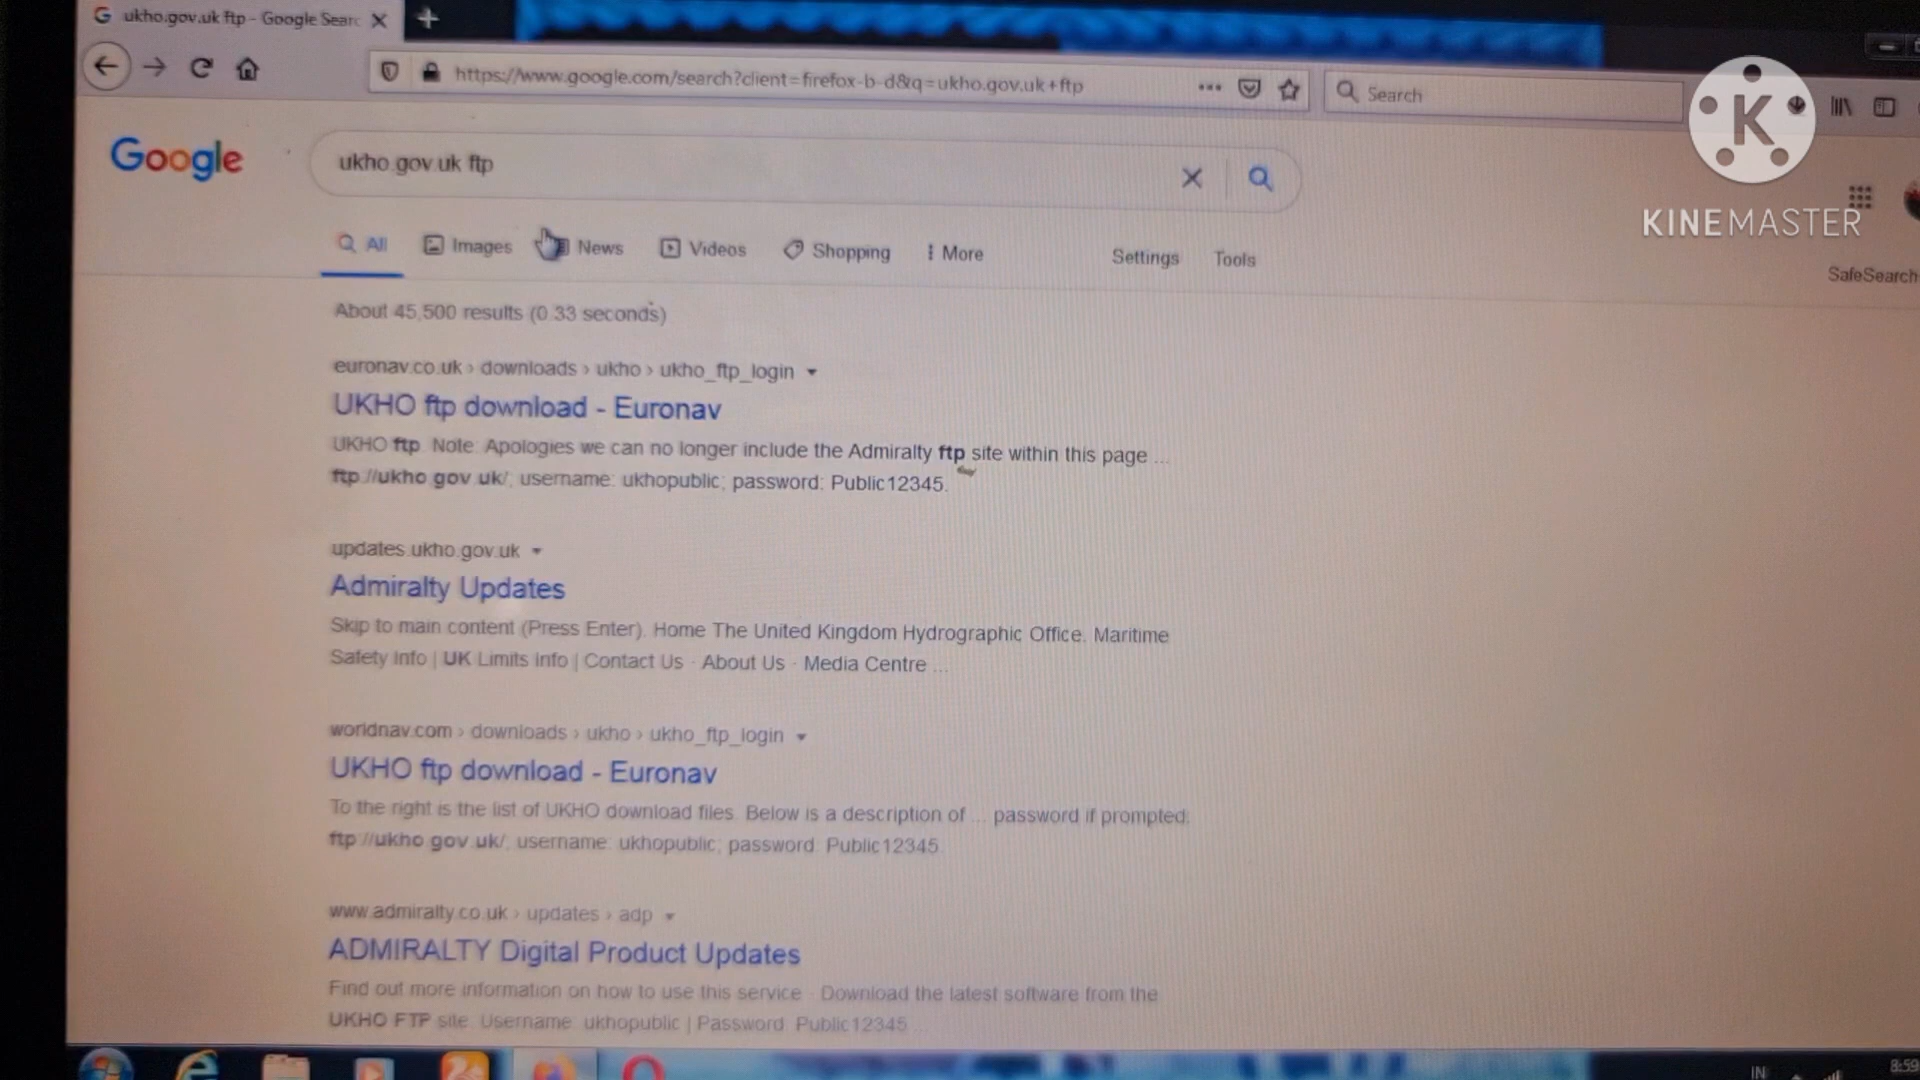 ukho.gov.uk ftp - Google Searc
https://www.google.com/search?client=firefox-b-d&q=ukho.gov.uk+ftp
Search
K
KINEMASTER
Google
ukho.gov.uk ftp
All Images News Videos Shopping More Settings Tools
SafeSearch
About 45,500 results (0.33 seconds)
euronav.co.uk › downloads › ukho › ukho_ftp_login
UKHO ftp download - Euronav
UKHO ftp. Note: Apologies we can no longer include the Admiralty ftp site within this page ...
ftp://ukho.gov.uk/; username: ukhopublic; password: Public12345.
updates.ukho.gov.uk
Admiralty Updates
Skip to main content (Press Enter). Home The United Kingdom Hydrographic Office. Maritime
Safety Info | UK Limits Info | Contact Us · About Us · Media Centre ...
worldnav.com › downloads › ukho › ukho_ftp_login
UKHO ftp download - Euronav
To the right is the list of UKHO download files. Below is a description of ... password if prompted:
ftp://ukho.gov.uk/; username: ukhopublic; password: Public12345.
www.admiralty.co.uk › updates › adp
ADMIRALTY Digital Product Updates
Find out more information on how to use this service · Download the latest software from the
UKHO FTP site. Username: ukhopublic | Password: Public12345 ...
IN
8:59